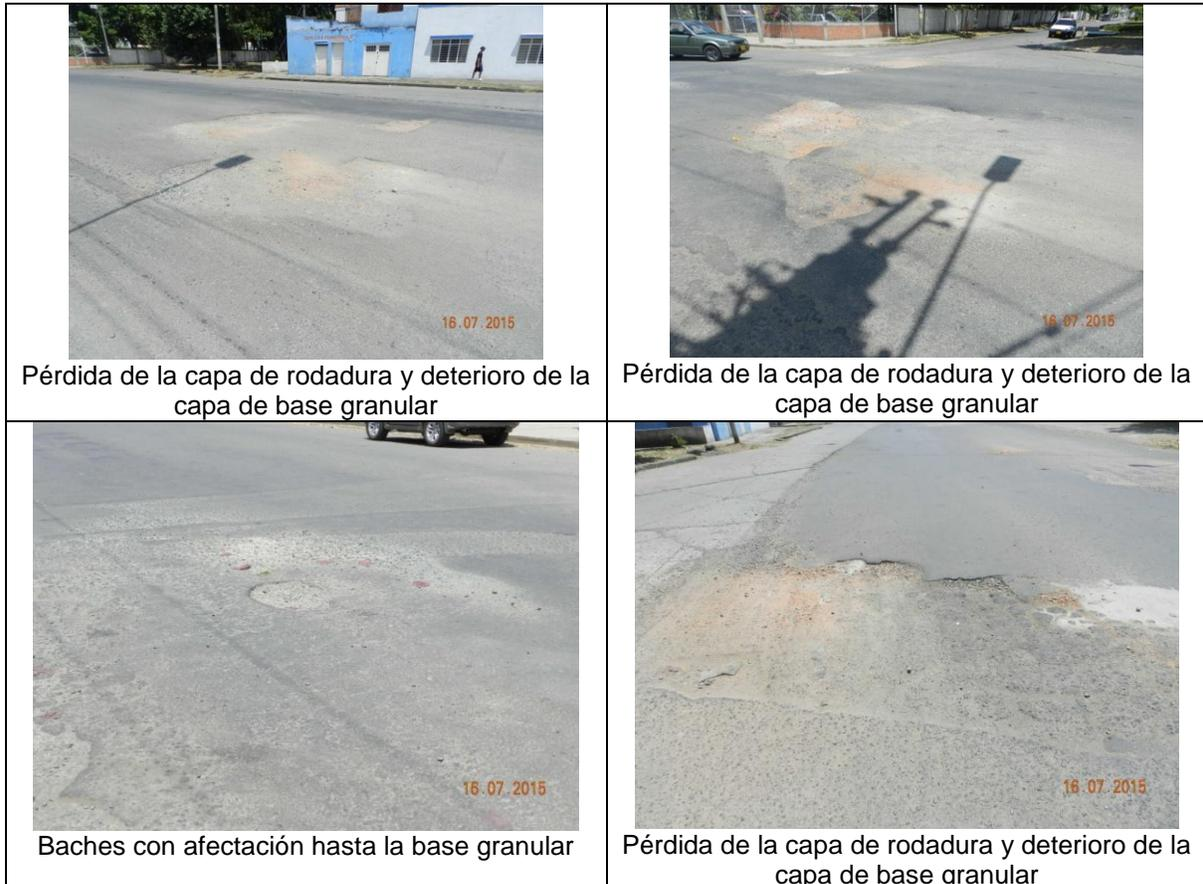 16.07.2015
Pérdida de la capa de rodadura y deterioro de la
capa de base granular
16.07.2015
Pérdida de la capa de rodadura y deterioro de la
capa de base granular
16.07.2015
Baches con afectación hasta la base granular
16.07.2015
Pérdida de la capa de rodadura y deterioro de la
capa de base granular